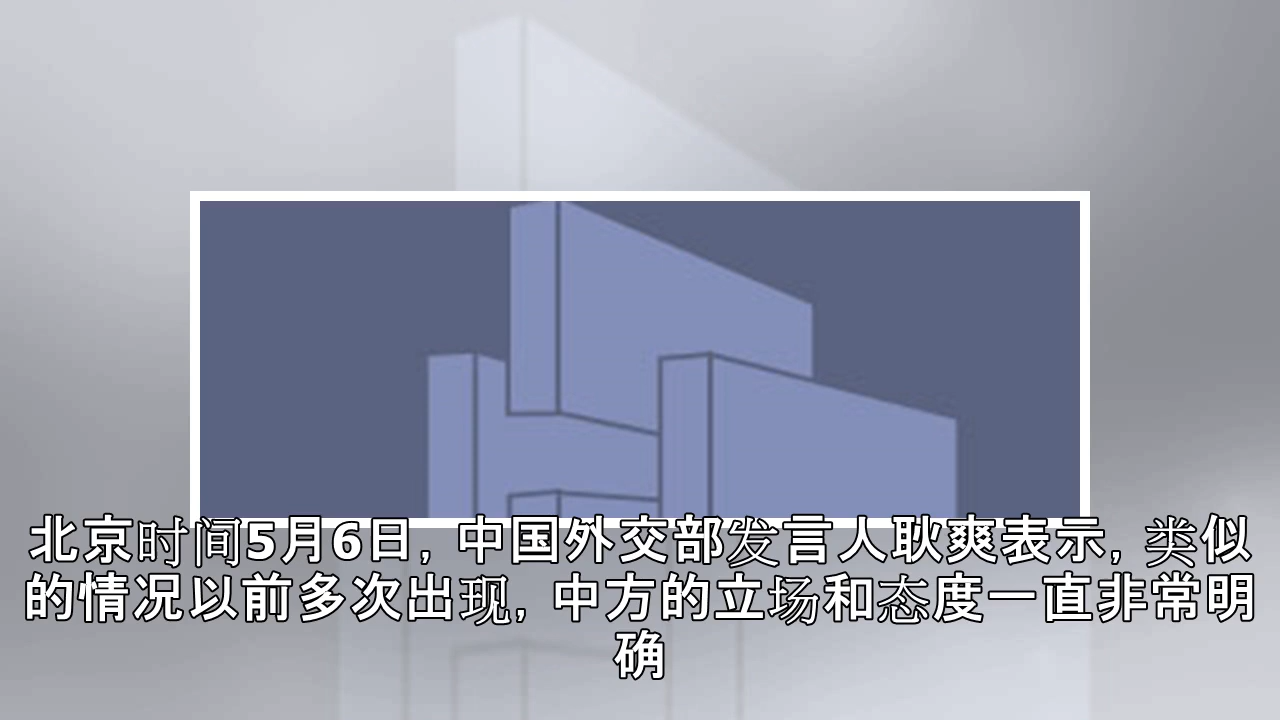 北京时间5月6日, 中国外交部发言人耿爽表示, 类似
的情况以前多次出现, 中方的立场和态度一直非常明
确